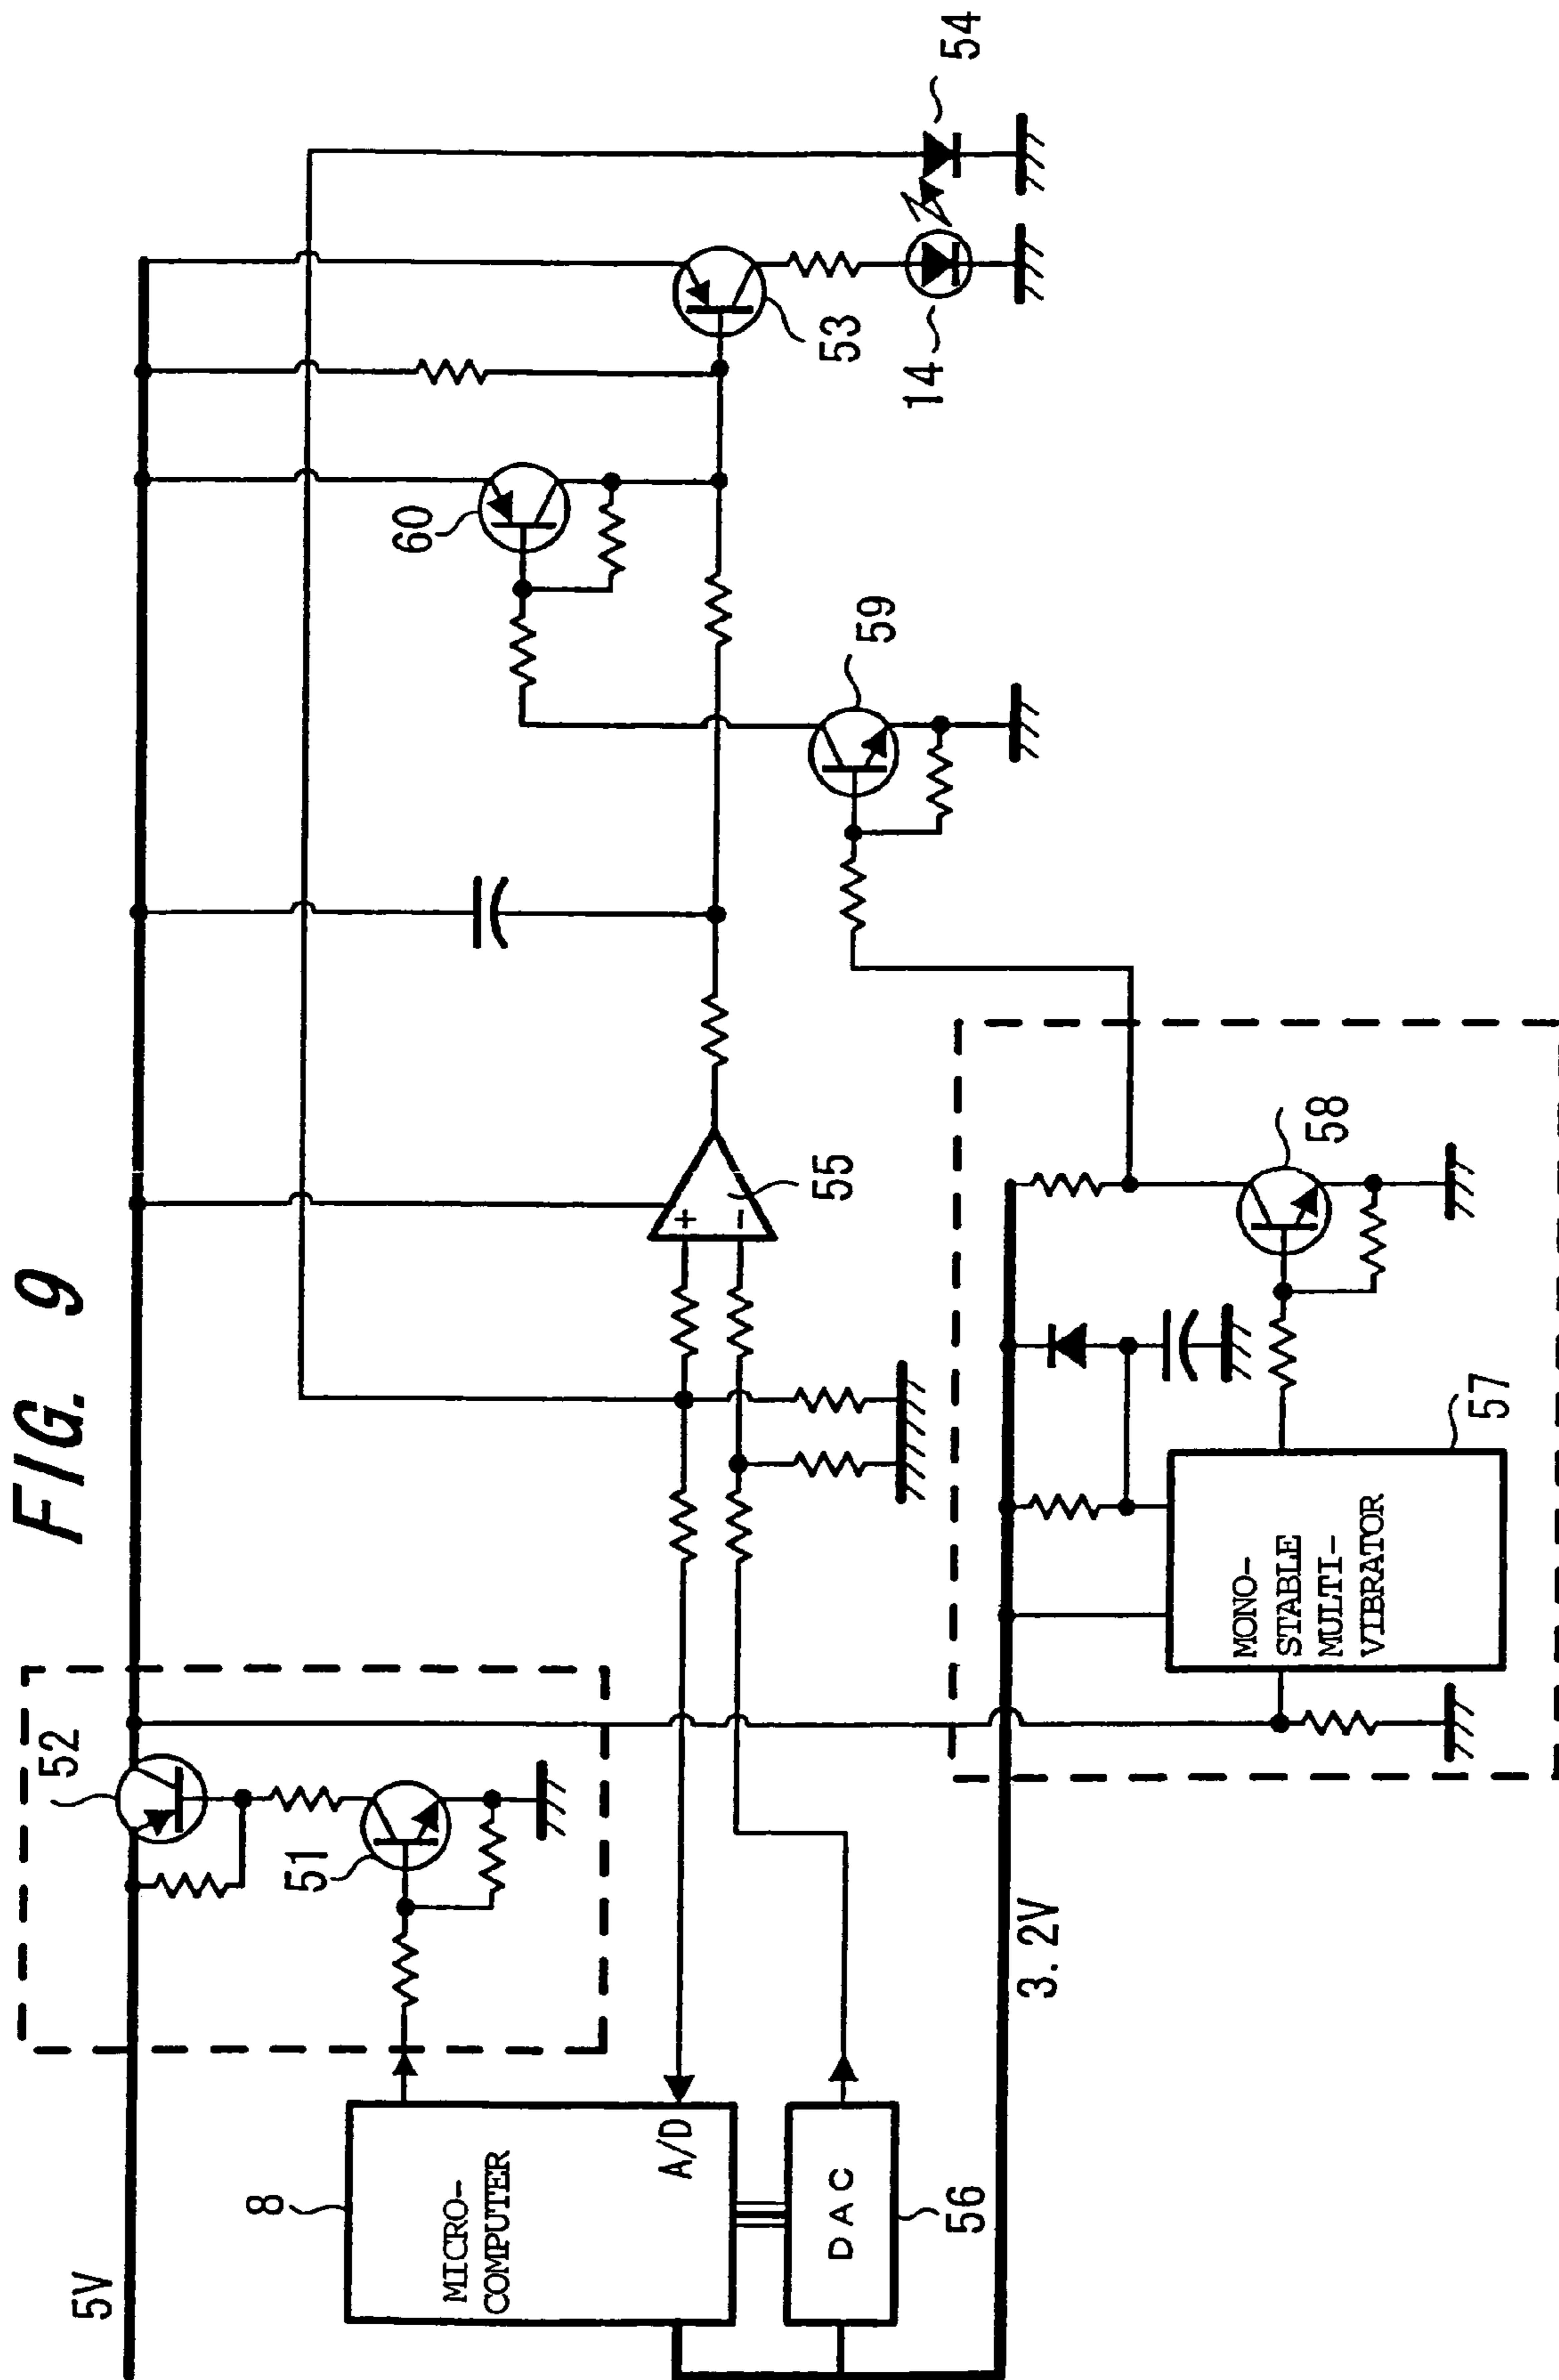 FIG. 9
5V
52
51
8
MICRO-
COMPUTER
A/D
DAC
56
3.2V
55
60
59
53
14
54
58
57
MONO-
STABLE
MULTI-
VIBRATOR
+
-